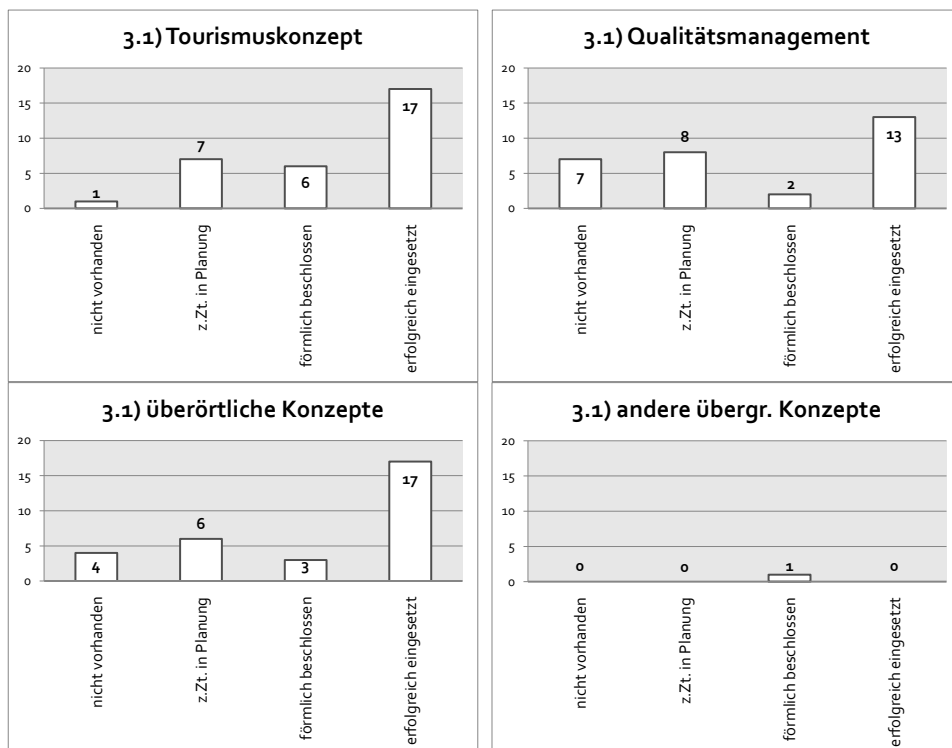 3.1) Tourismuskonzept
20
15
10
5
0
1
7
6
17
nicht vorhanden
z.Zt. in Planung
förmlich beschlossen
erfolgreich eingesetzt
3.1) Qualitätsmanagement
20
15
10
5
0
7
8
2
13
nicht vorhanden
z.Zt. in Planung
förmlich beschlossen
erfolgreich eingesetzt
3.1) überörtliche Konzepte
20
15
10
5
0
4
6
3
17
nicht vorhanden
z.Zt. in Planung
förmlich beschlossen
erfolgreich eingesetzt
3.1) andere übergr. Konzepte
20
15
10
5
0
0
0
1
0
nicht vorhanden
z.Zt. in Planung
förmlich beschlossen
erfolgreich eingesetzt